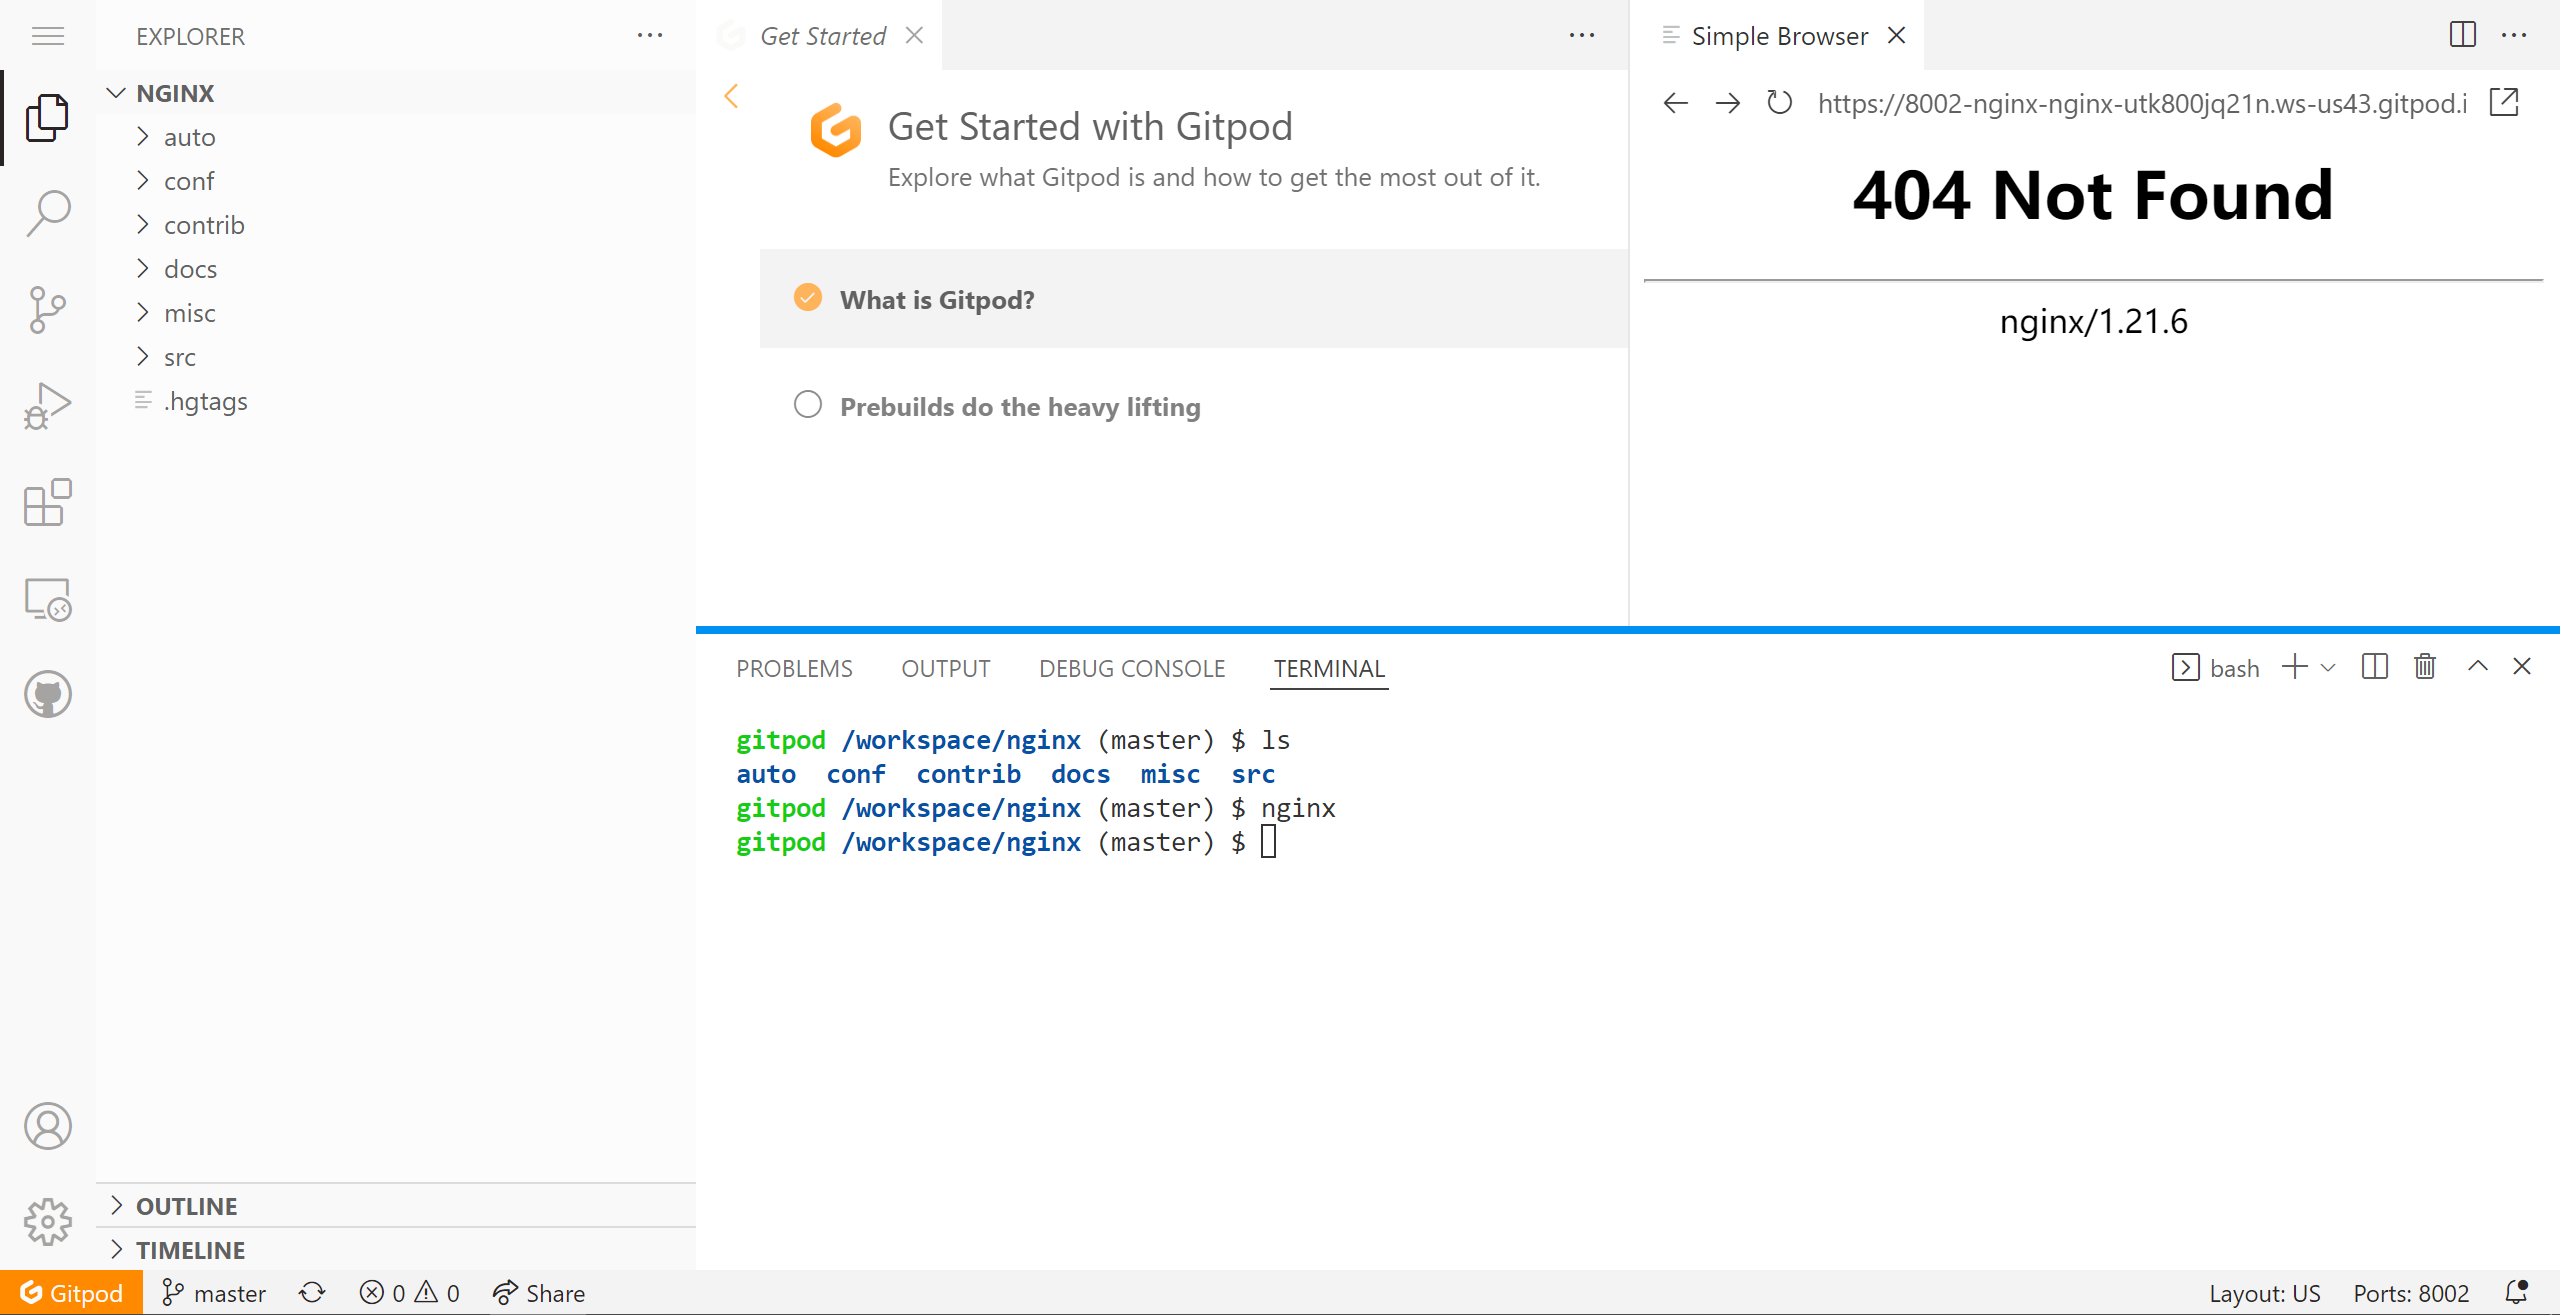 EXPLORER
NGINX
auto
conf
contrib
docs
misc
src
.hgtags
OUTLINE
TIMELINE
Get Started
Get Started with Gitpod
Explore what Gitpod is and how to get the most out of it.
What is Gitpod?
Prebuilds do the heavy lifting
Simple Browser
https://8002-nginx-nginx-utk800jq21n.ws-us43.gitpod.i
404 Not Found
nginx/1.21.6
PROBLEMS OUTPUT DEBUG CONSOLE TERMINAL
bash
gitpod /workspace/nginx (master) $ ls
auto conf contrib docs misc src
gitpod /workspace/nginx (master) $ nginx
gitpod /workspace/nginx (master) $
Gitpod master 0 0 Share Layout: US Ports: 8002